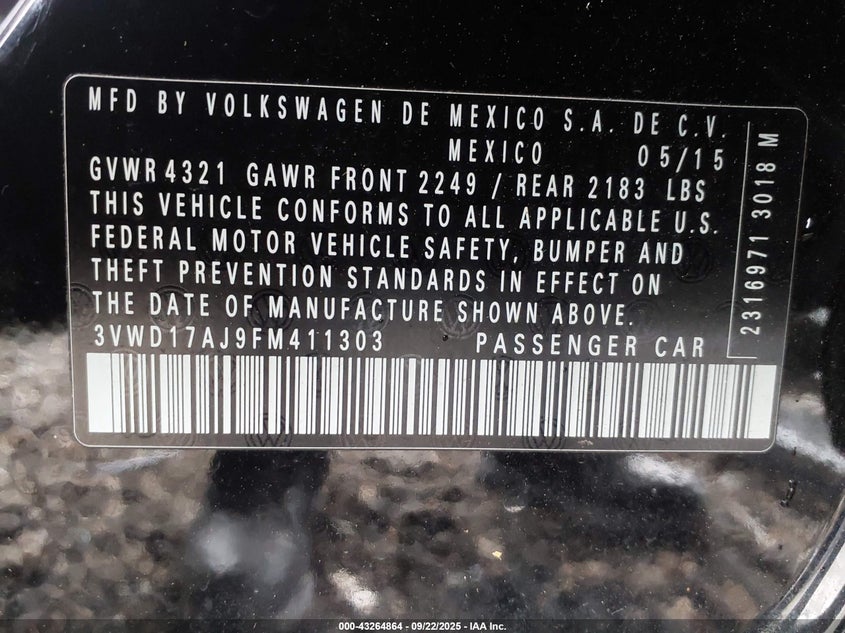 MFD BY VOLKSWAGEN DE MEXICO S.A. DE C.V.
MEXICO 05/15
GVWR 4321 GAWR FRONT 2249 / REAR 2183 LBS
THIS VEHICLE CONFORMS TO ALL APPLICABLE U.S.
FEDERAL MOTOR VEHICLE SAFETY, BUMPER AND
THEFT PREVENTION STANDARDS IN EFFECT ON
THE DATE OF MANUFACTURE SHOWN ABOVE.
3VWD17AJ9FM411303 PASSENGER CAR
2316971 3018 M
000-43264864 - 09/22/2025 - IAA Inc.